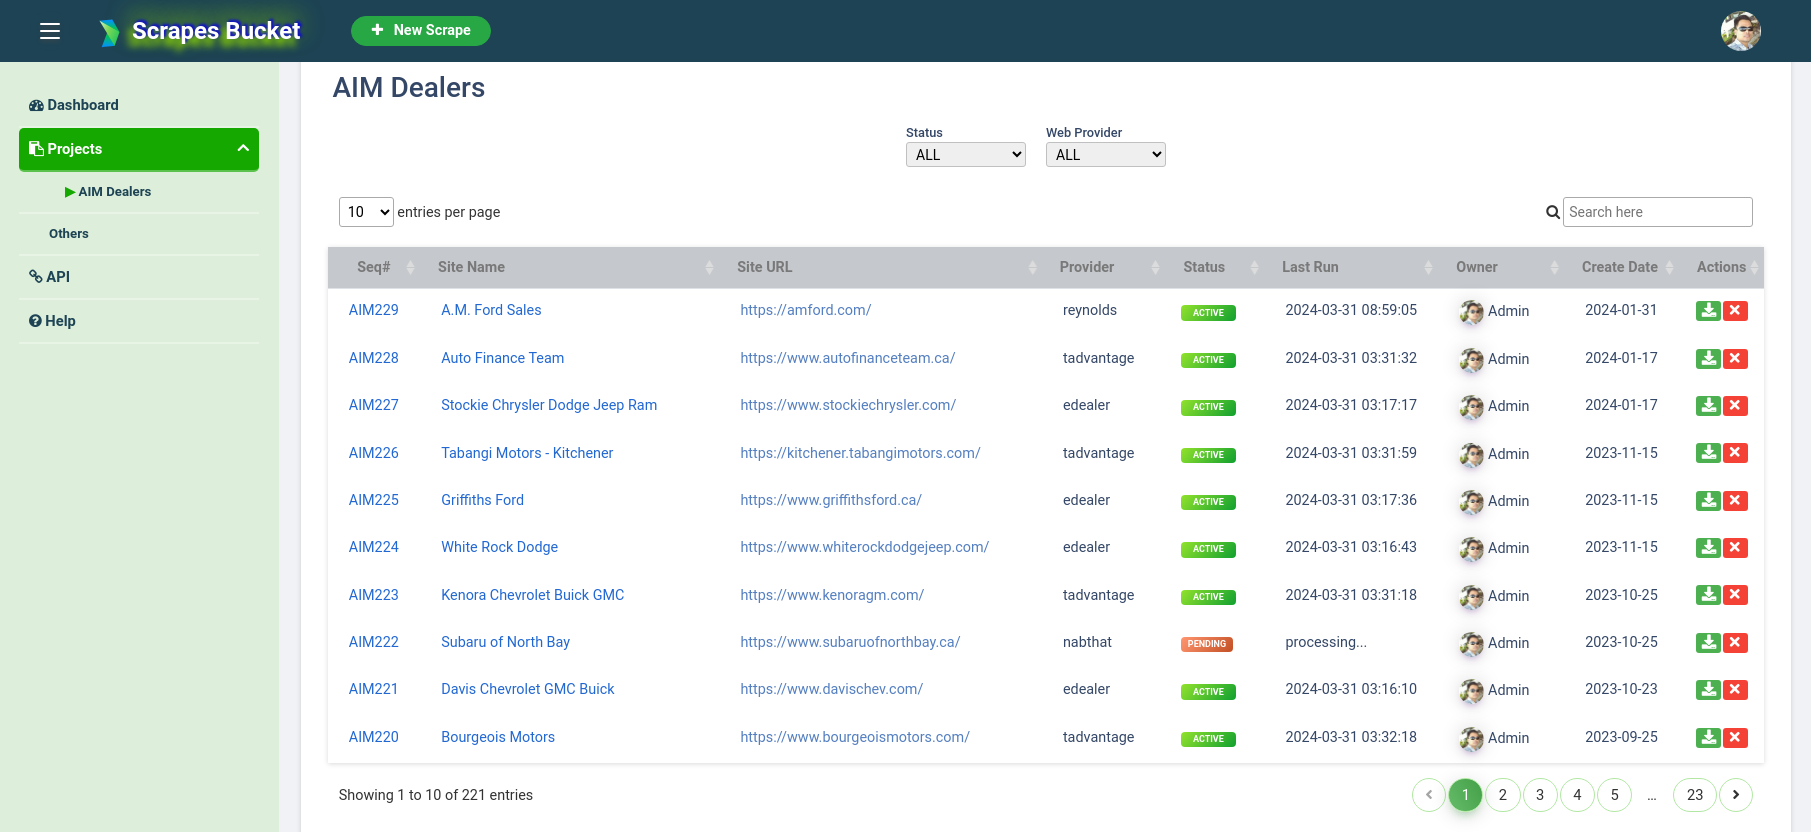 Scrapes Bucket
New Scrape
Dashboard
Projects
AIM Dealers
Others
API
Help
AIM Dealers
Status Web Provider
ALL ALL
10 entries per page Search here
Seq# Site Name Site URL Provider Status Last Run Owner Create Date Actions
AIM229 A.M. Ford Sales https://amford.com/ reynolds ACTIVE 2024-03-31 08:59:05 Admin 2024-01-31
AIM228 Auto Finance Team https://www.autofinanceteam.ca/ tadvantage ACTIVE 2024-03-31 03:31:32 Admin 2024-01-17
AIM227 Stockie Chrysler Dodge Jeep Ram https://www.stockiechrysler.com/ edealer ACTIVE 2024-03-31 03:17:17 Admin 2024-01-17
AIM226 Tabangi Motors - Kitchener https://kitchener.tabangimotors.com/ tadvantage ACTIVE 2024-03-31 03:31:59 Admin 2023-11-15
AIM225 Griffiths Ford https://www.griffithsford.ca/ edealer ACTIVE 2024-03-31 03:17:36 Admin 2023-11-15
AIM224 White Rock Dodge https://www.whiterockdodgejeep.com/ edealer ACTIVE 2024-03-31 03:16:43 Admin 2023-11-15
AIM223 Kenora Chevrolet Buick GMC https://www.kenoragm.com/ tadvantage ACTIVE 2024-03-31 03:31:18 Admin 2023-10-25
AIM222 Subaru of North Bay https://www.subaruofnorthbay.ca/ nabthat PENDING processing... Admin 2023-10-25
AIM221 Davis Chevrolet GMC Buick https://www.davischev.com/ edealer ACTIVE 2024-03-31 03:16:10 Admin 2023-10-23
AIM220 Bourgeois Motors https://www.bourgeoismotors.com/ tadvantage ACTIVE 2024-03-31 03:32:18 Admin 2023-09-25
Showing 1 to 10 of 221 entries ‹ 1 2 3 4 5 ... 23 ›